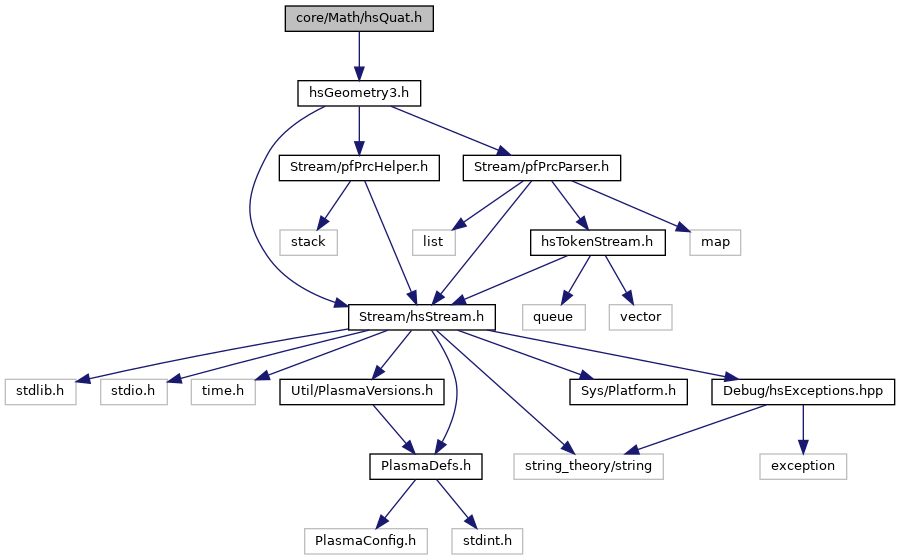 core/Math/hsQuat.h
hsGeometry3.h
Stream/pfPrcHelper.h
Stream/pfPrcParser.h
stack
list
hsTokenStream.h
map
Stream/hsStream.h
queue
vector
stdlib.h
stdio.h
time.h
Util/PlasmaVersions.h
Sys/Platform.h
Debug/hsExceptions.hpp
PlasmaDefs.h
string_theory/string
exception
PlasmaConfig.h
stdint.h